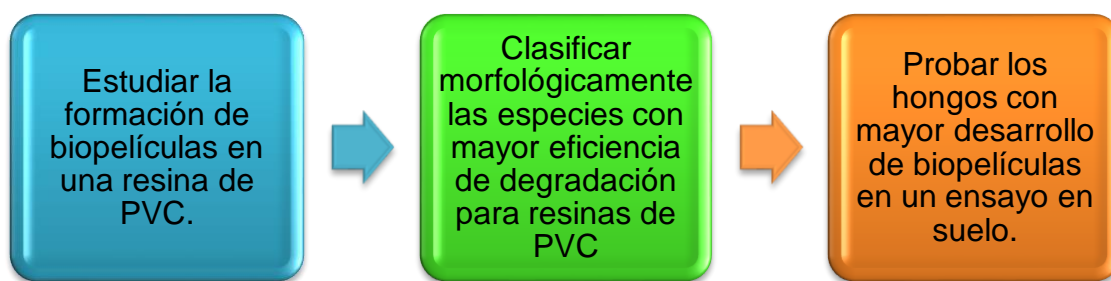 Estudiar la
formación de
biopelículas en
una resina de
PVC.
Clasificar
morfológicamente
las especies con
mayor eficiencia
de degradación
para resinas de
PVC
Probar los
hongos con
mayor desarrollo
de biopelículas
en un ensayo en
suelo.